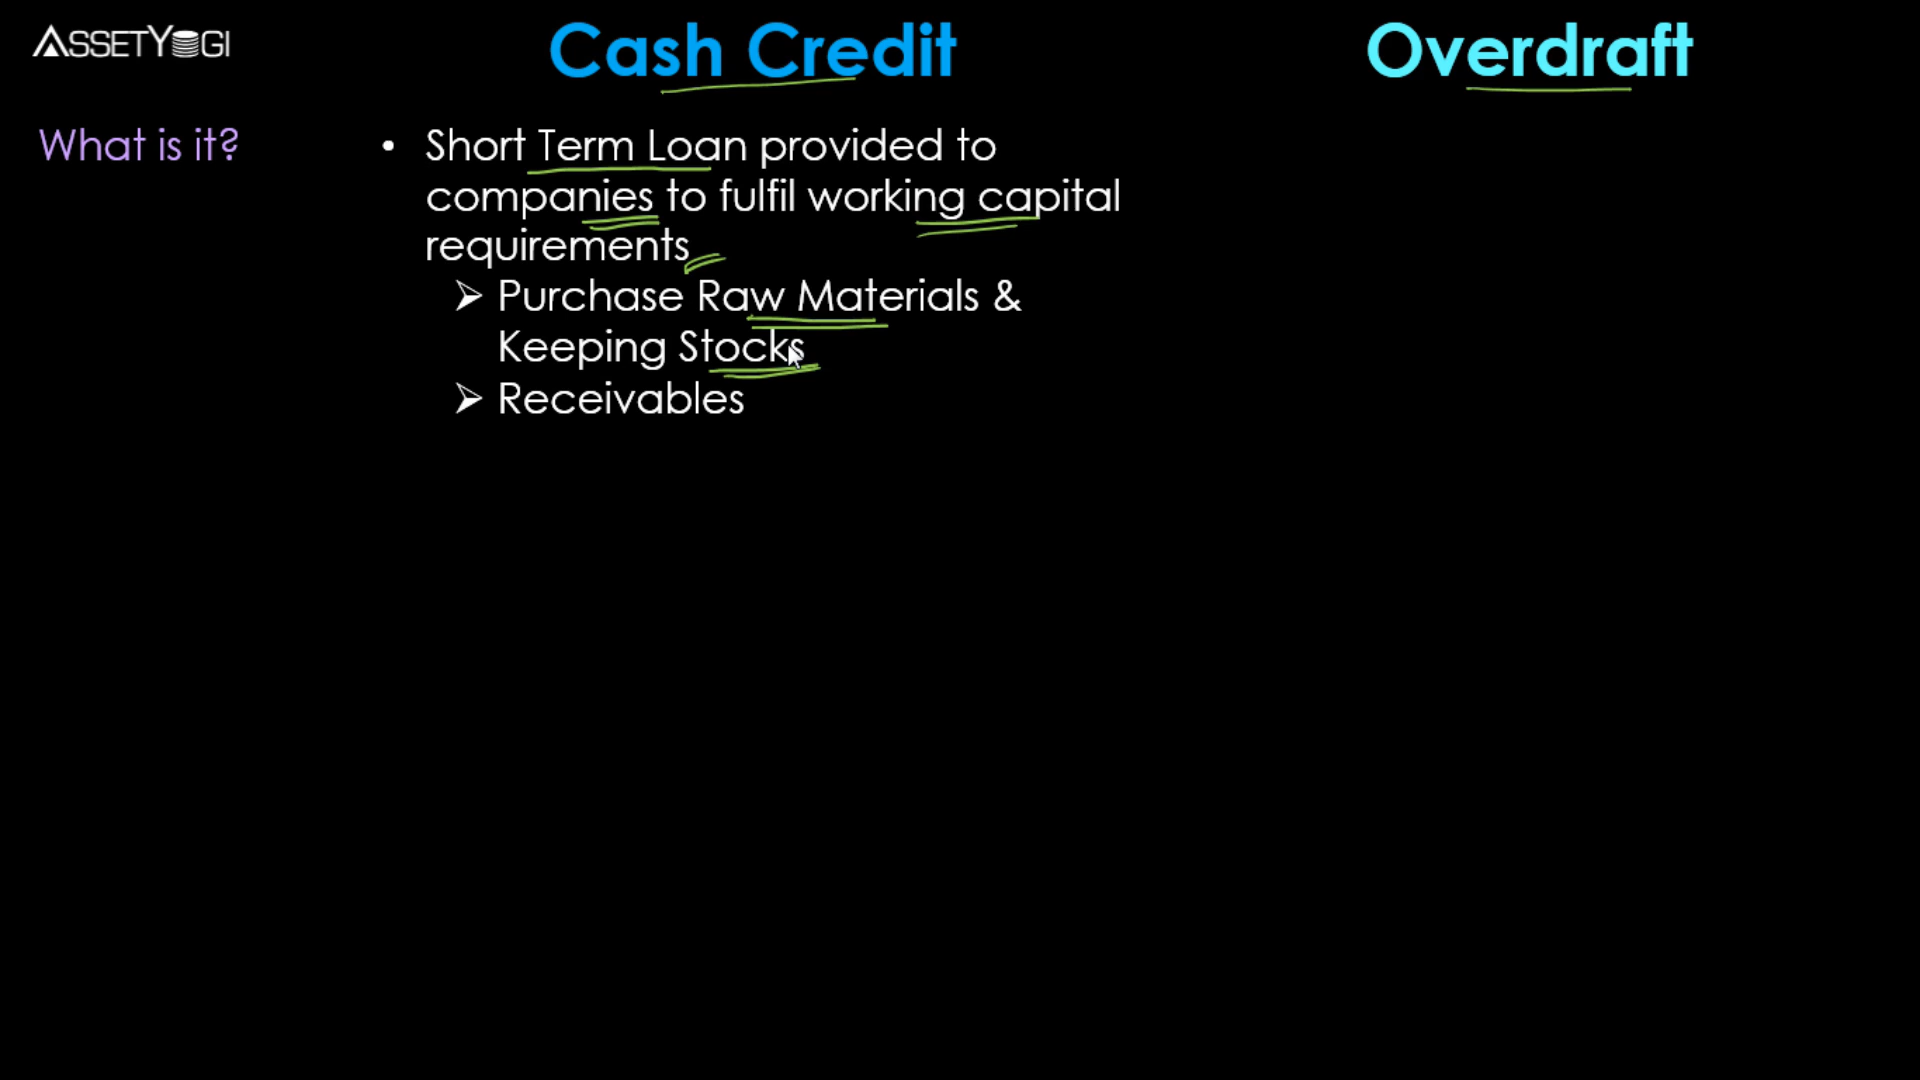 ASSETYOGI
Cash Credit
Overdraft
What is it?
• Short Term Loan provided to
companies to fulfil working capital
requirements
➢ Purchase Raw Materials &
Keeping Stocks
➢ Receivables